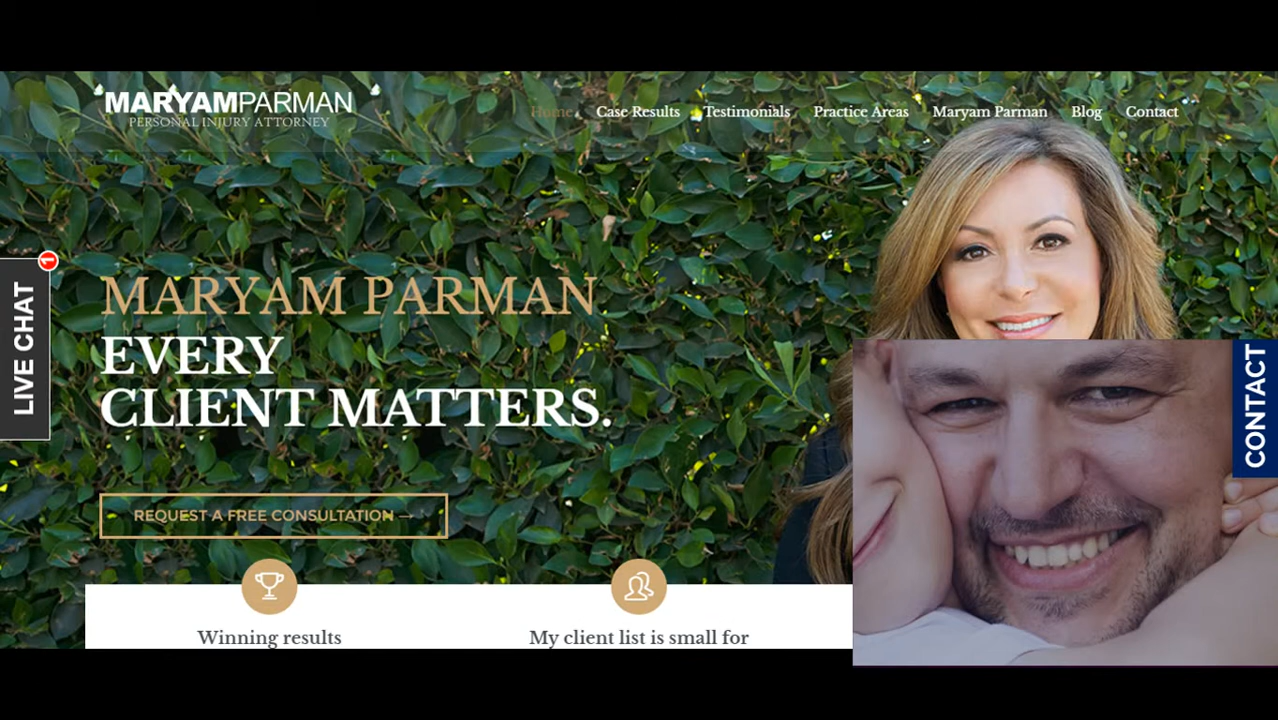 MARYAMPARMAN
PERSONAL INJURY ATTORNEY
Home Case Results Testimonials Practice Areas Maryam Parman Blog Contact
1
LIVE CHAT
MARYAM PARMAN
EVERY
CLIENT MATTERS.
CONTACT
REQUEST A FREE CONSULTATION →
Winning results
My client list is small for